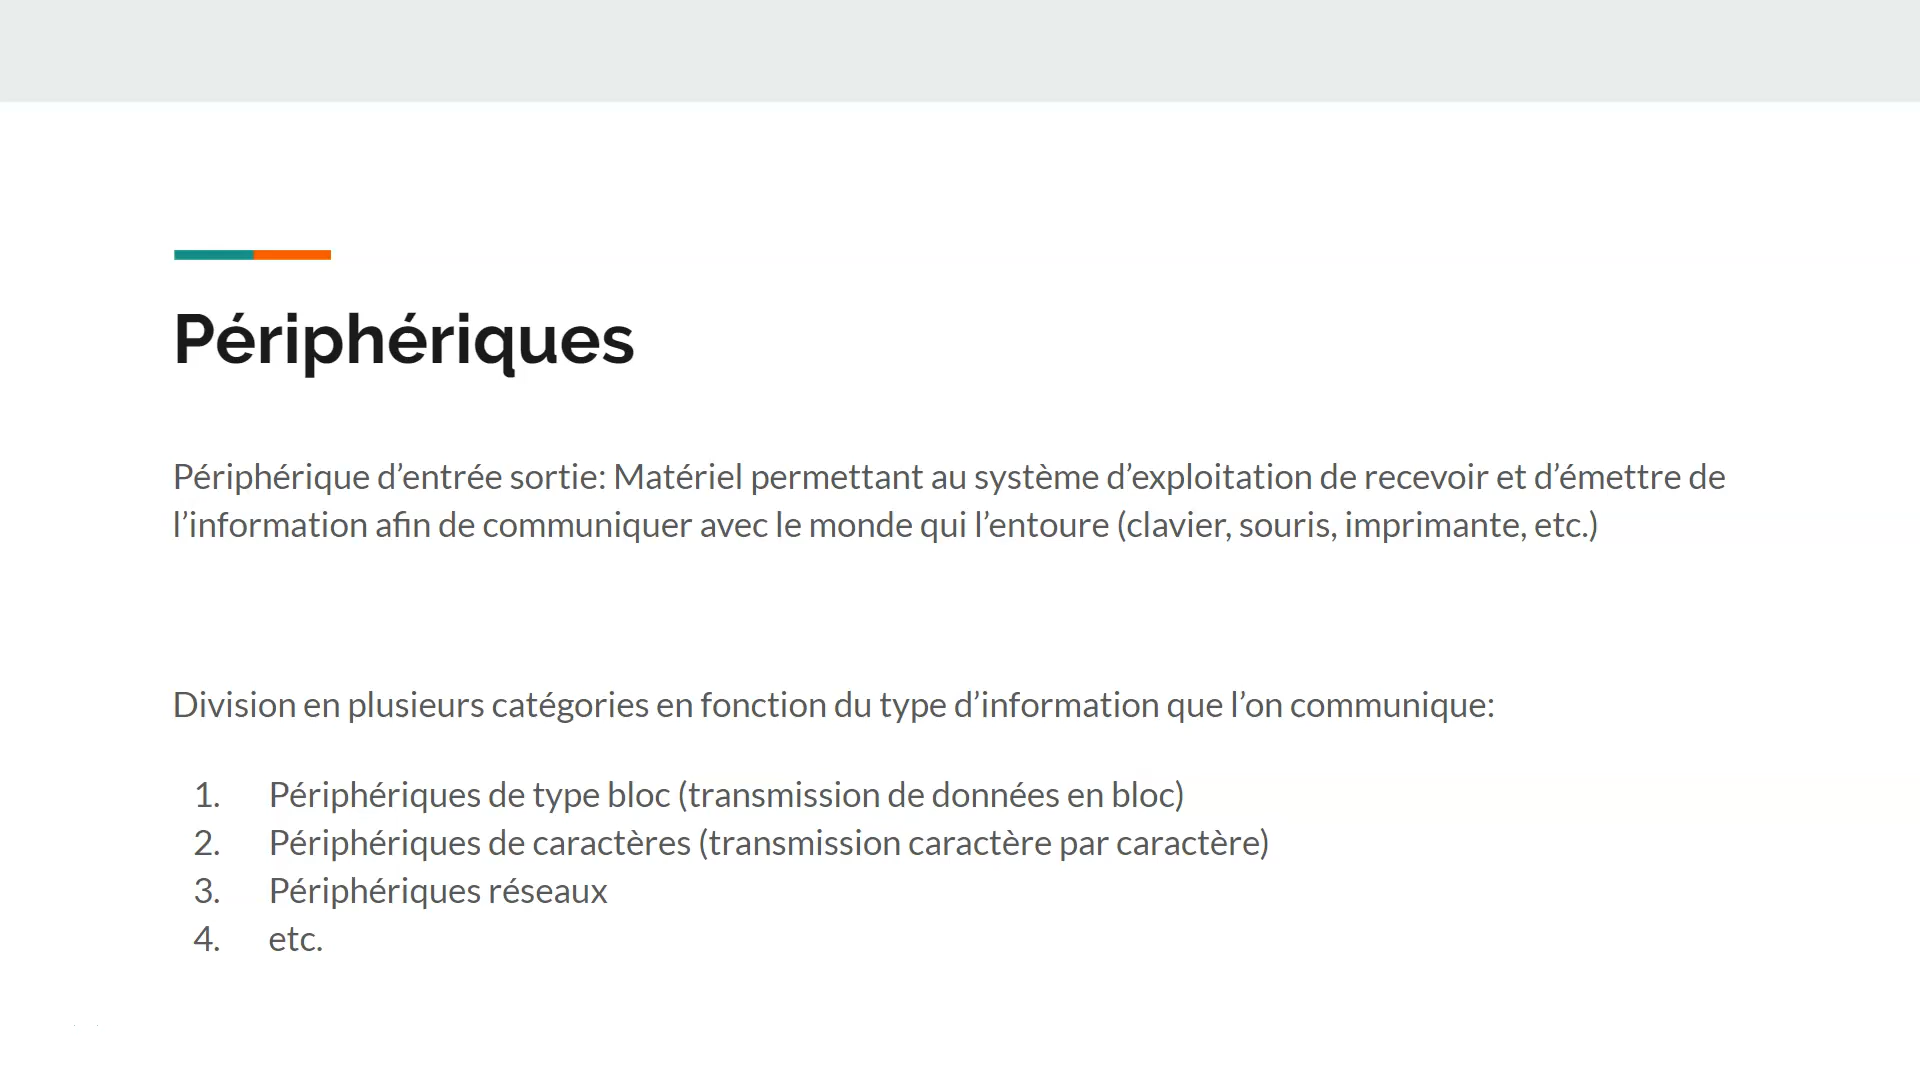 Périphériques
Périphérique d’entrée sortie: Matériel permettant au système d’exploitation de recevoir et d’émettre de
l’information afin de communiquer avec le monde qui l’entoure (clavier, souris, imprimante, etc.)
Division en plusieurs catégories en fonction du type d’information que l’on communique:
1. Périphériques de type bloc (transmission de données en bloc)
2. Périphériques de caractères (transmission caractère par caractère)
3. Périphériques réseaux
4. etc.